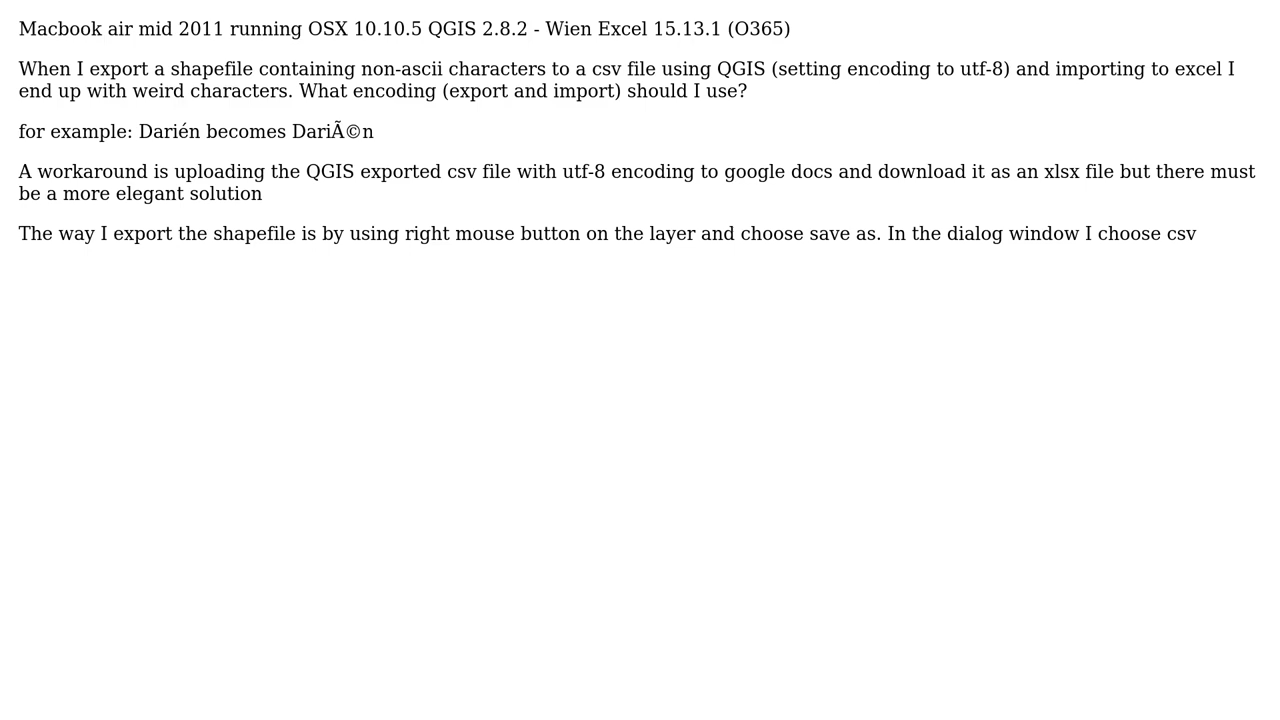 Macbook air mid 2011 running OSX 10.10.5 QGIS 2.8.2 - Wien Excel 15.13.1 (O365)
When I export a shapefile containing non-ascii characters to a csv file using QGIS (setting encoding to utf-8) and importing to excel I
end up with weird characters. What encoding (export and import) should I use?
for example: Darién becomes DariÃ©n
A workaround is uploading the QGIS exported csv file with utf-8 encoding to google docs and download it as an xlsx file but there must
be a more elegant solution
The way I export the shapefile is by using right mouse button on the layer and choose save as. In the dialog window I choose csv